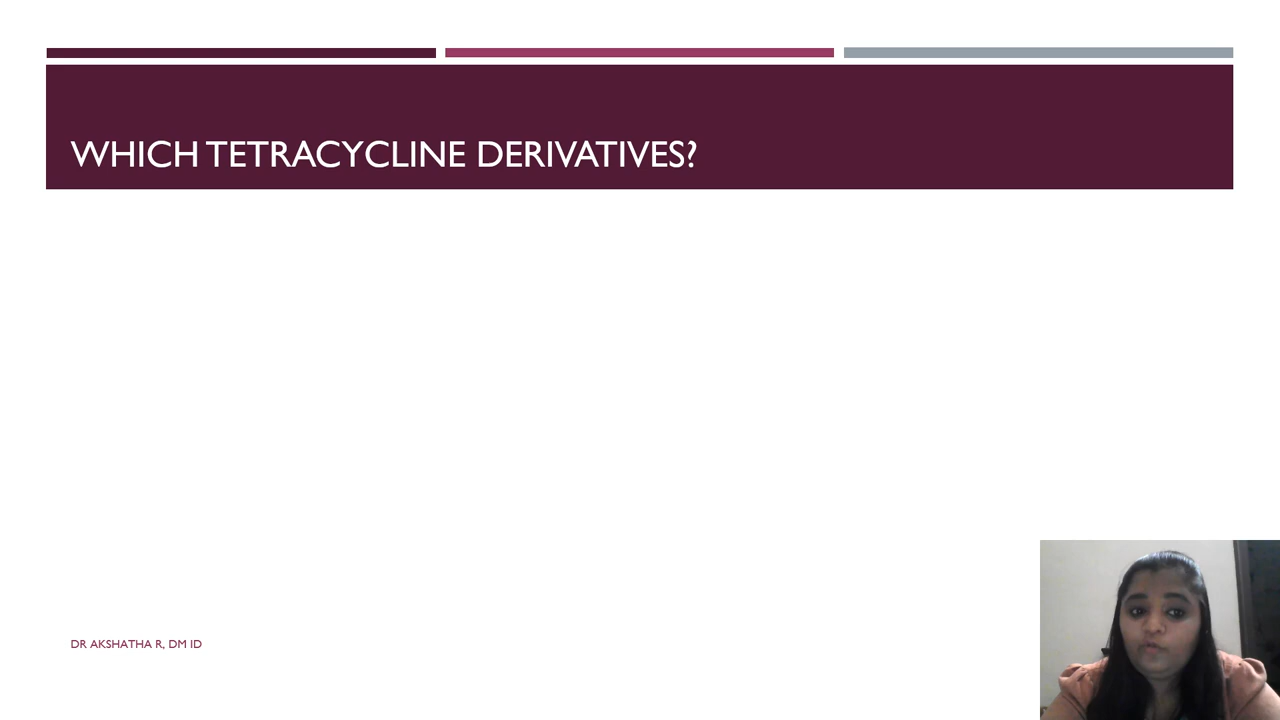 WHICH TETRACYCLINE DERIVATIVES?
DR AKSHATHA R, DM ID